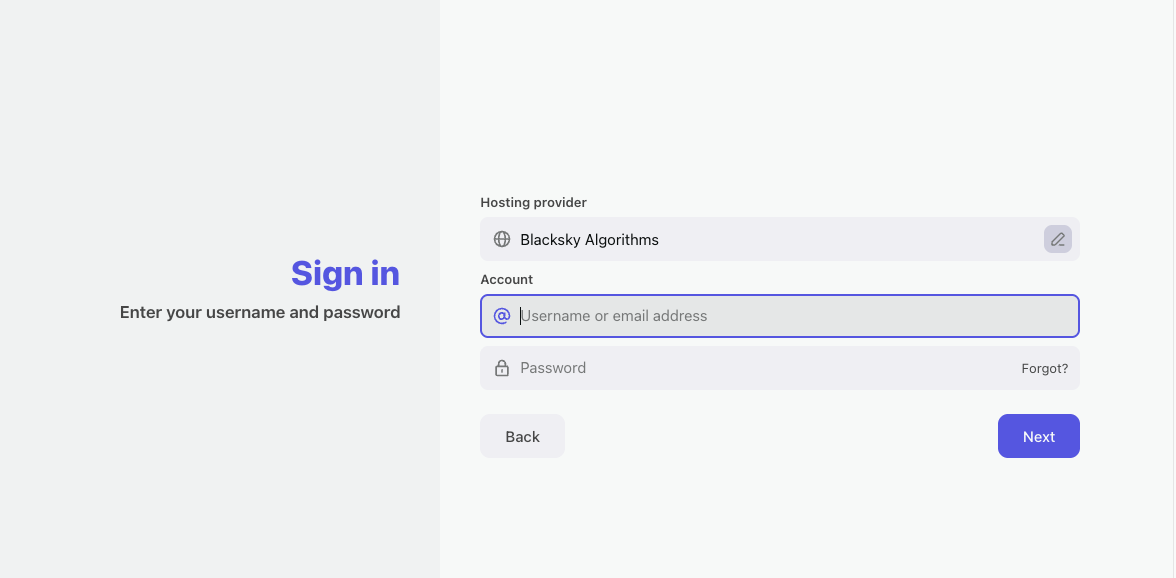 Sign in
Enter your username and password
Hosting provider
Blacksky Algorithms
Account
@ Username or email address
Password
Forgot?
Back
Next